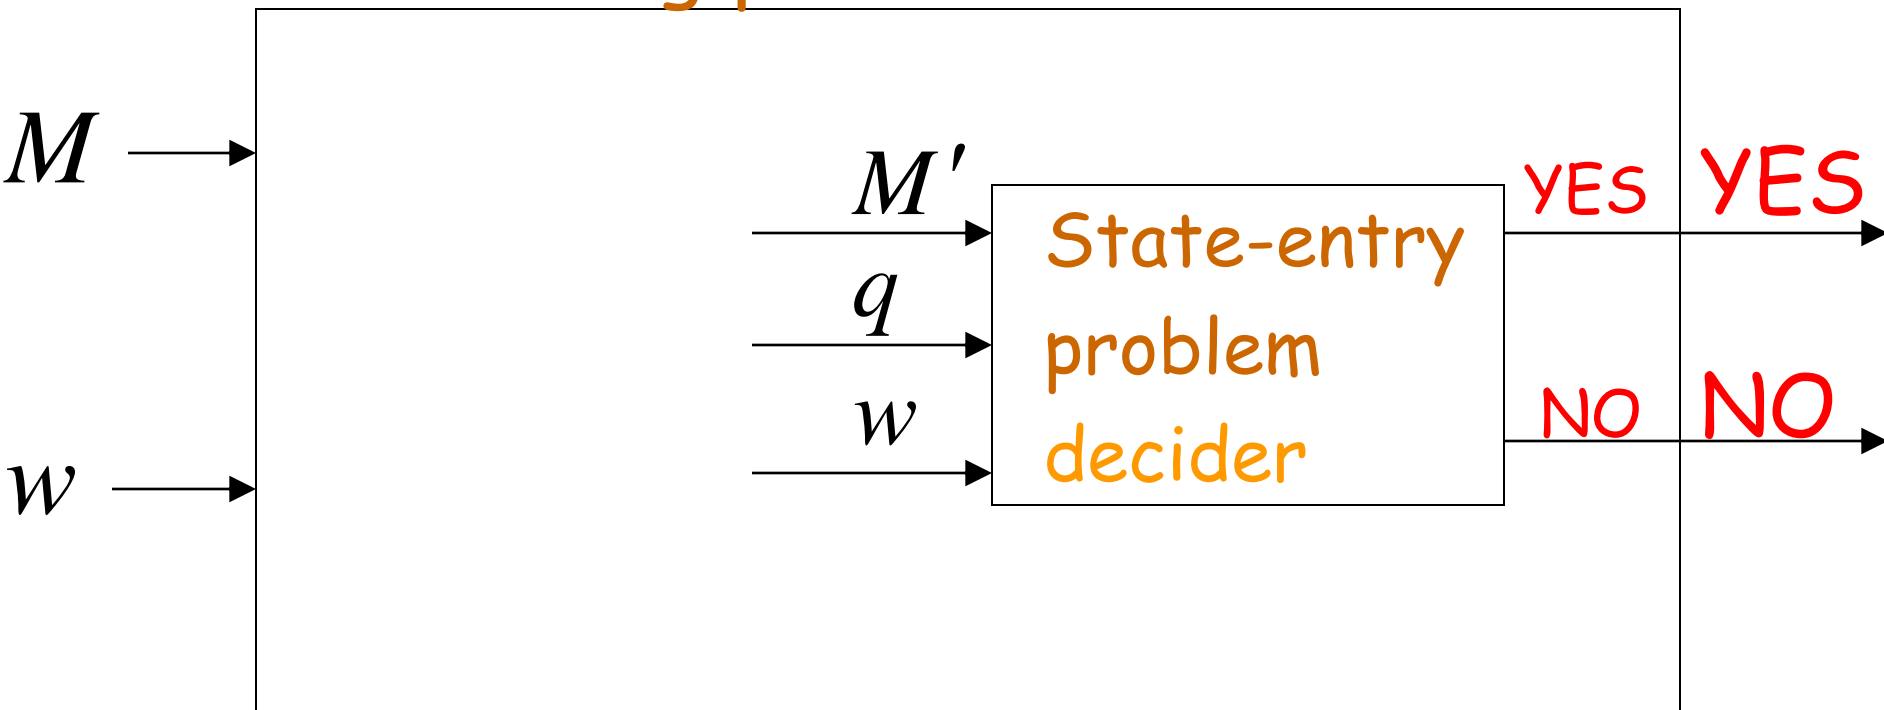 M
w
M'
q
w
State-entry
problem
decider
YES
NO
YES
NO